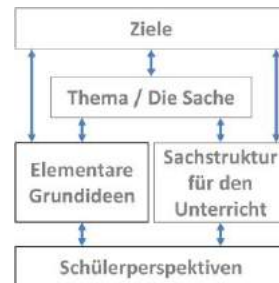 Ziele
Thema / Die Sache
Elementare
Grundideen
Sachstruktur
für den
Unterricht
Schülerperspektiven